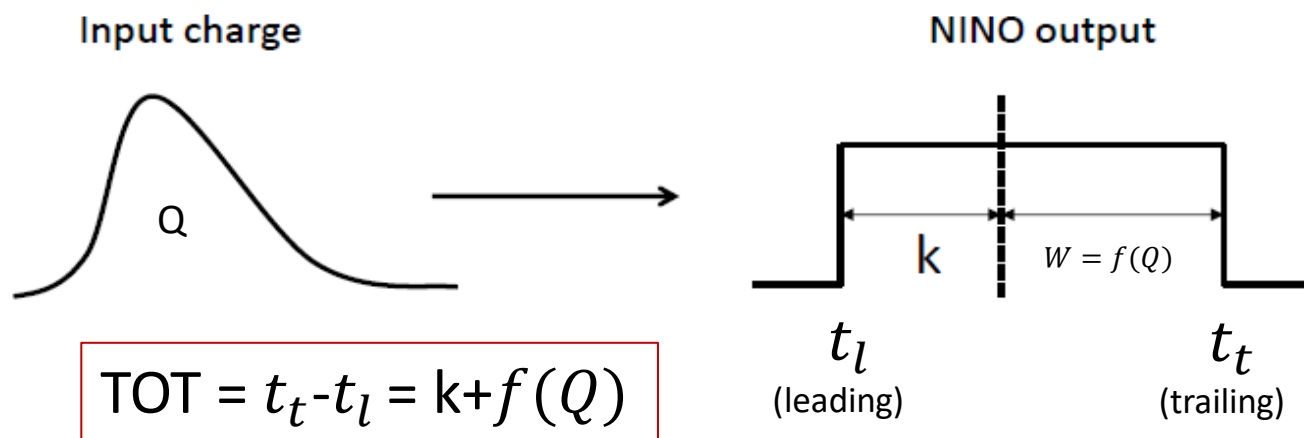 Input charge
NINO output
Q
k
W = f(Q)
t_l
(leading)
t_t
(trailing)
TOT = t_t-t_l = k+f(Q)